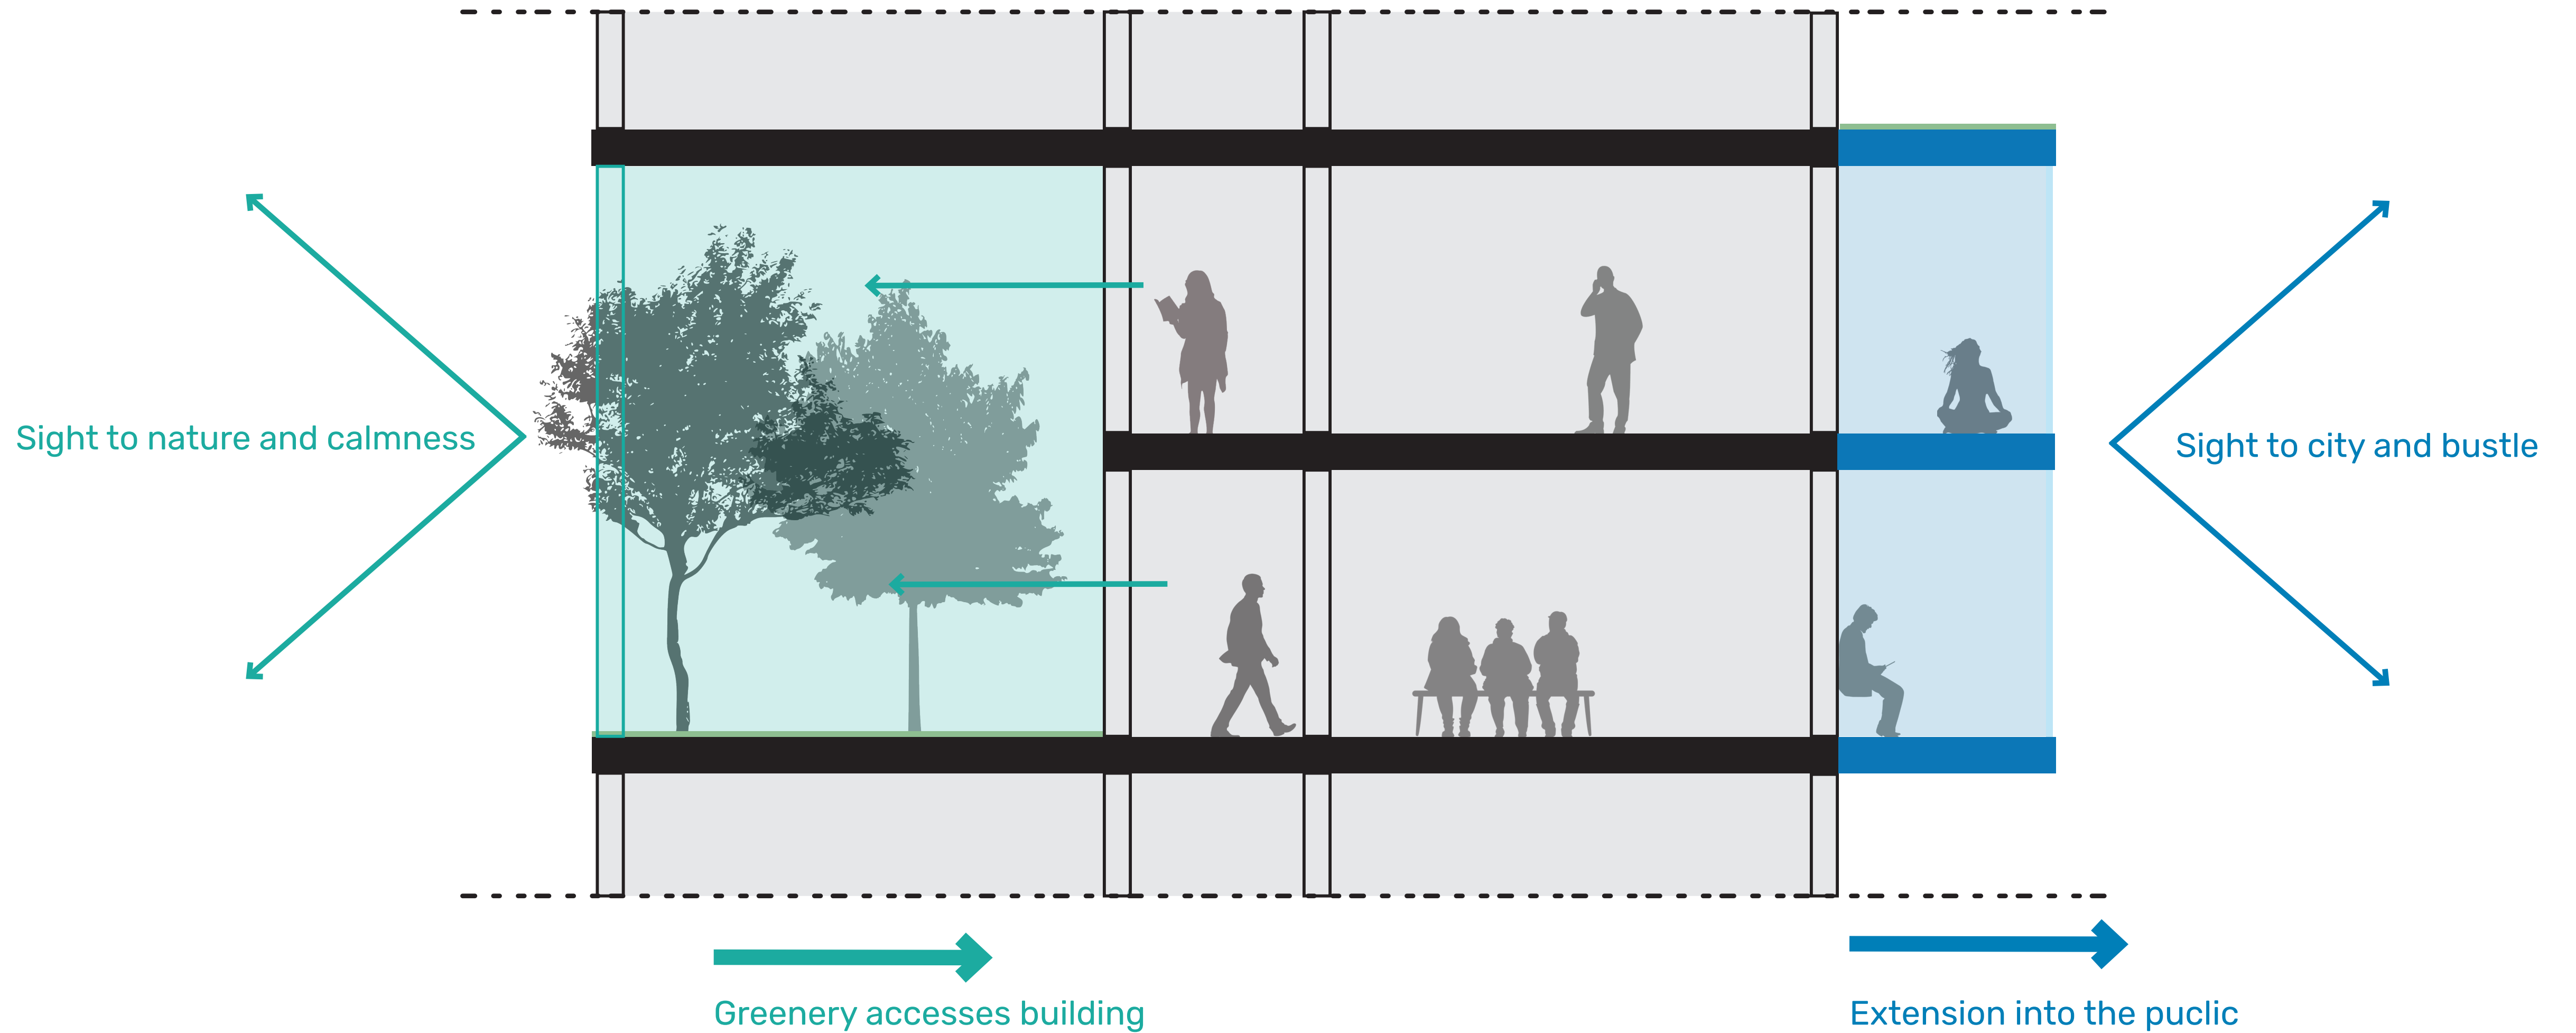 Sight to nature and calmness
Sight to city and bustle
Greenery accesses building
Extension into the puclic